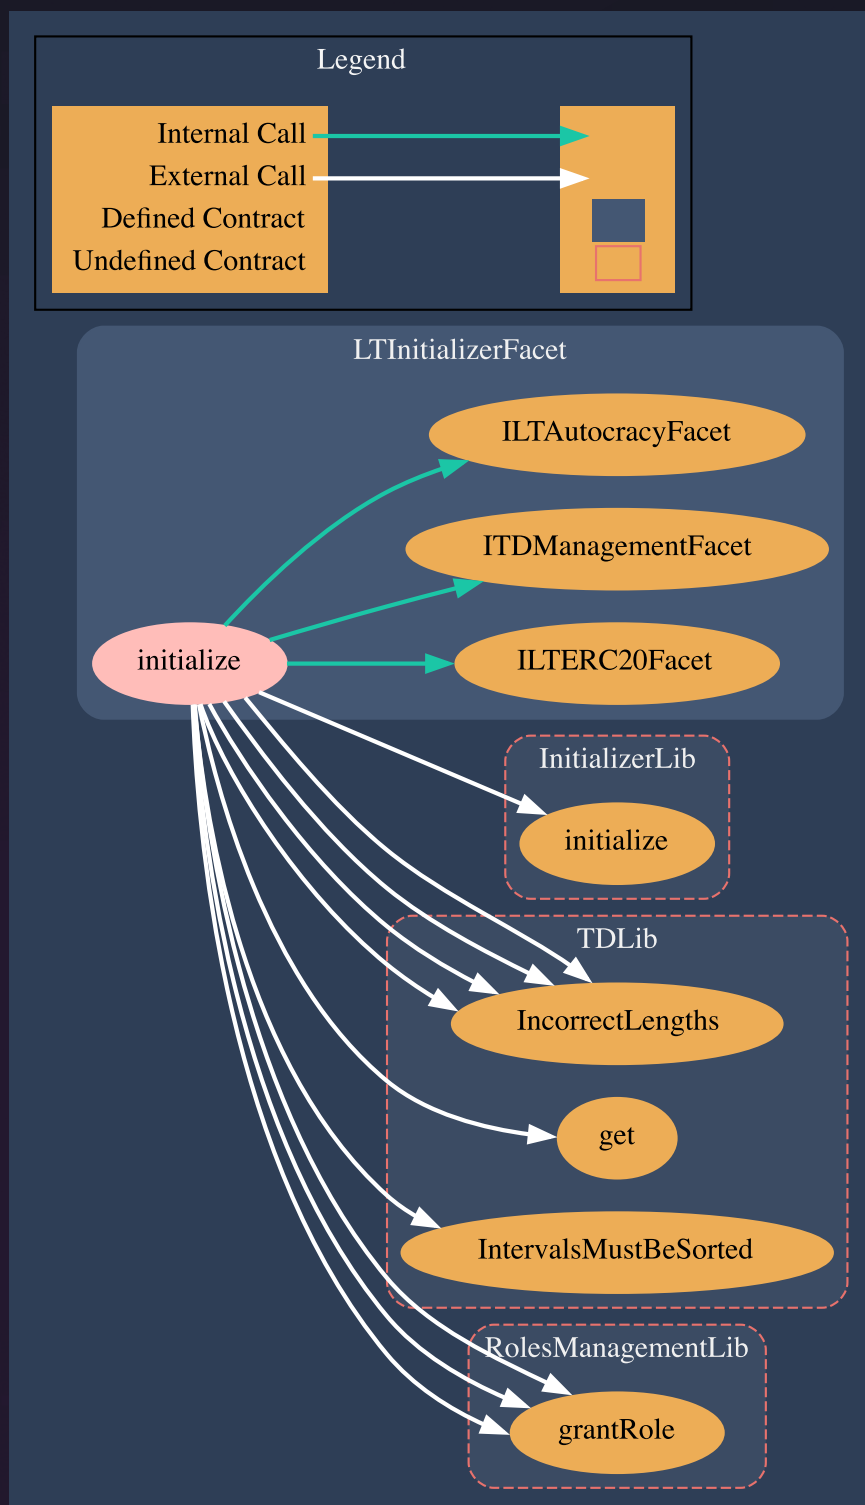 Legend
Internal Call
External Call
Defined Contract
Undefined Contract
LTInitializerFacet
ILTAutocracyFacet
ITDManagementFacet
initialize
ILTERC20Facet
InitializerLib
initialize
TDLib
IncorrectLengths
get
IntervalsMustBeSorted
RolesManagementLib
grantRole